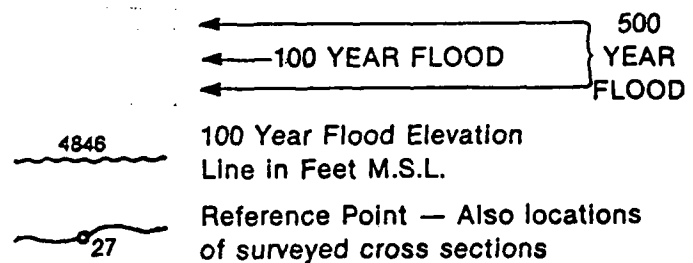 500
100 YEAR FLOOD YEAR
FLOOD
4846 100 Year Flood Elevation
Line in Feet M.S.L.
Reference Point — Also locations
27 of surveyed cross sections